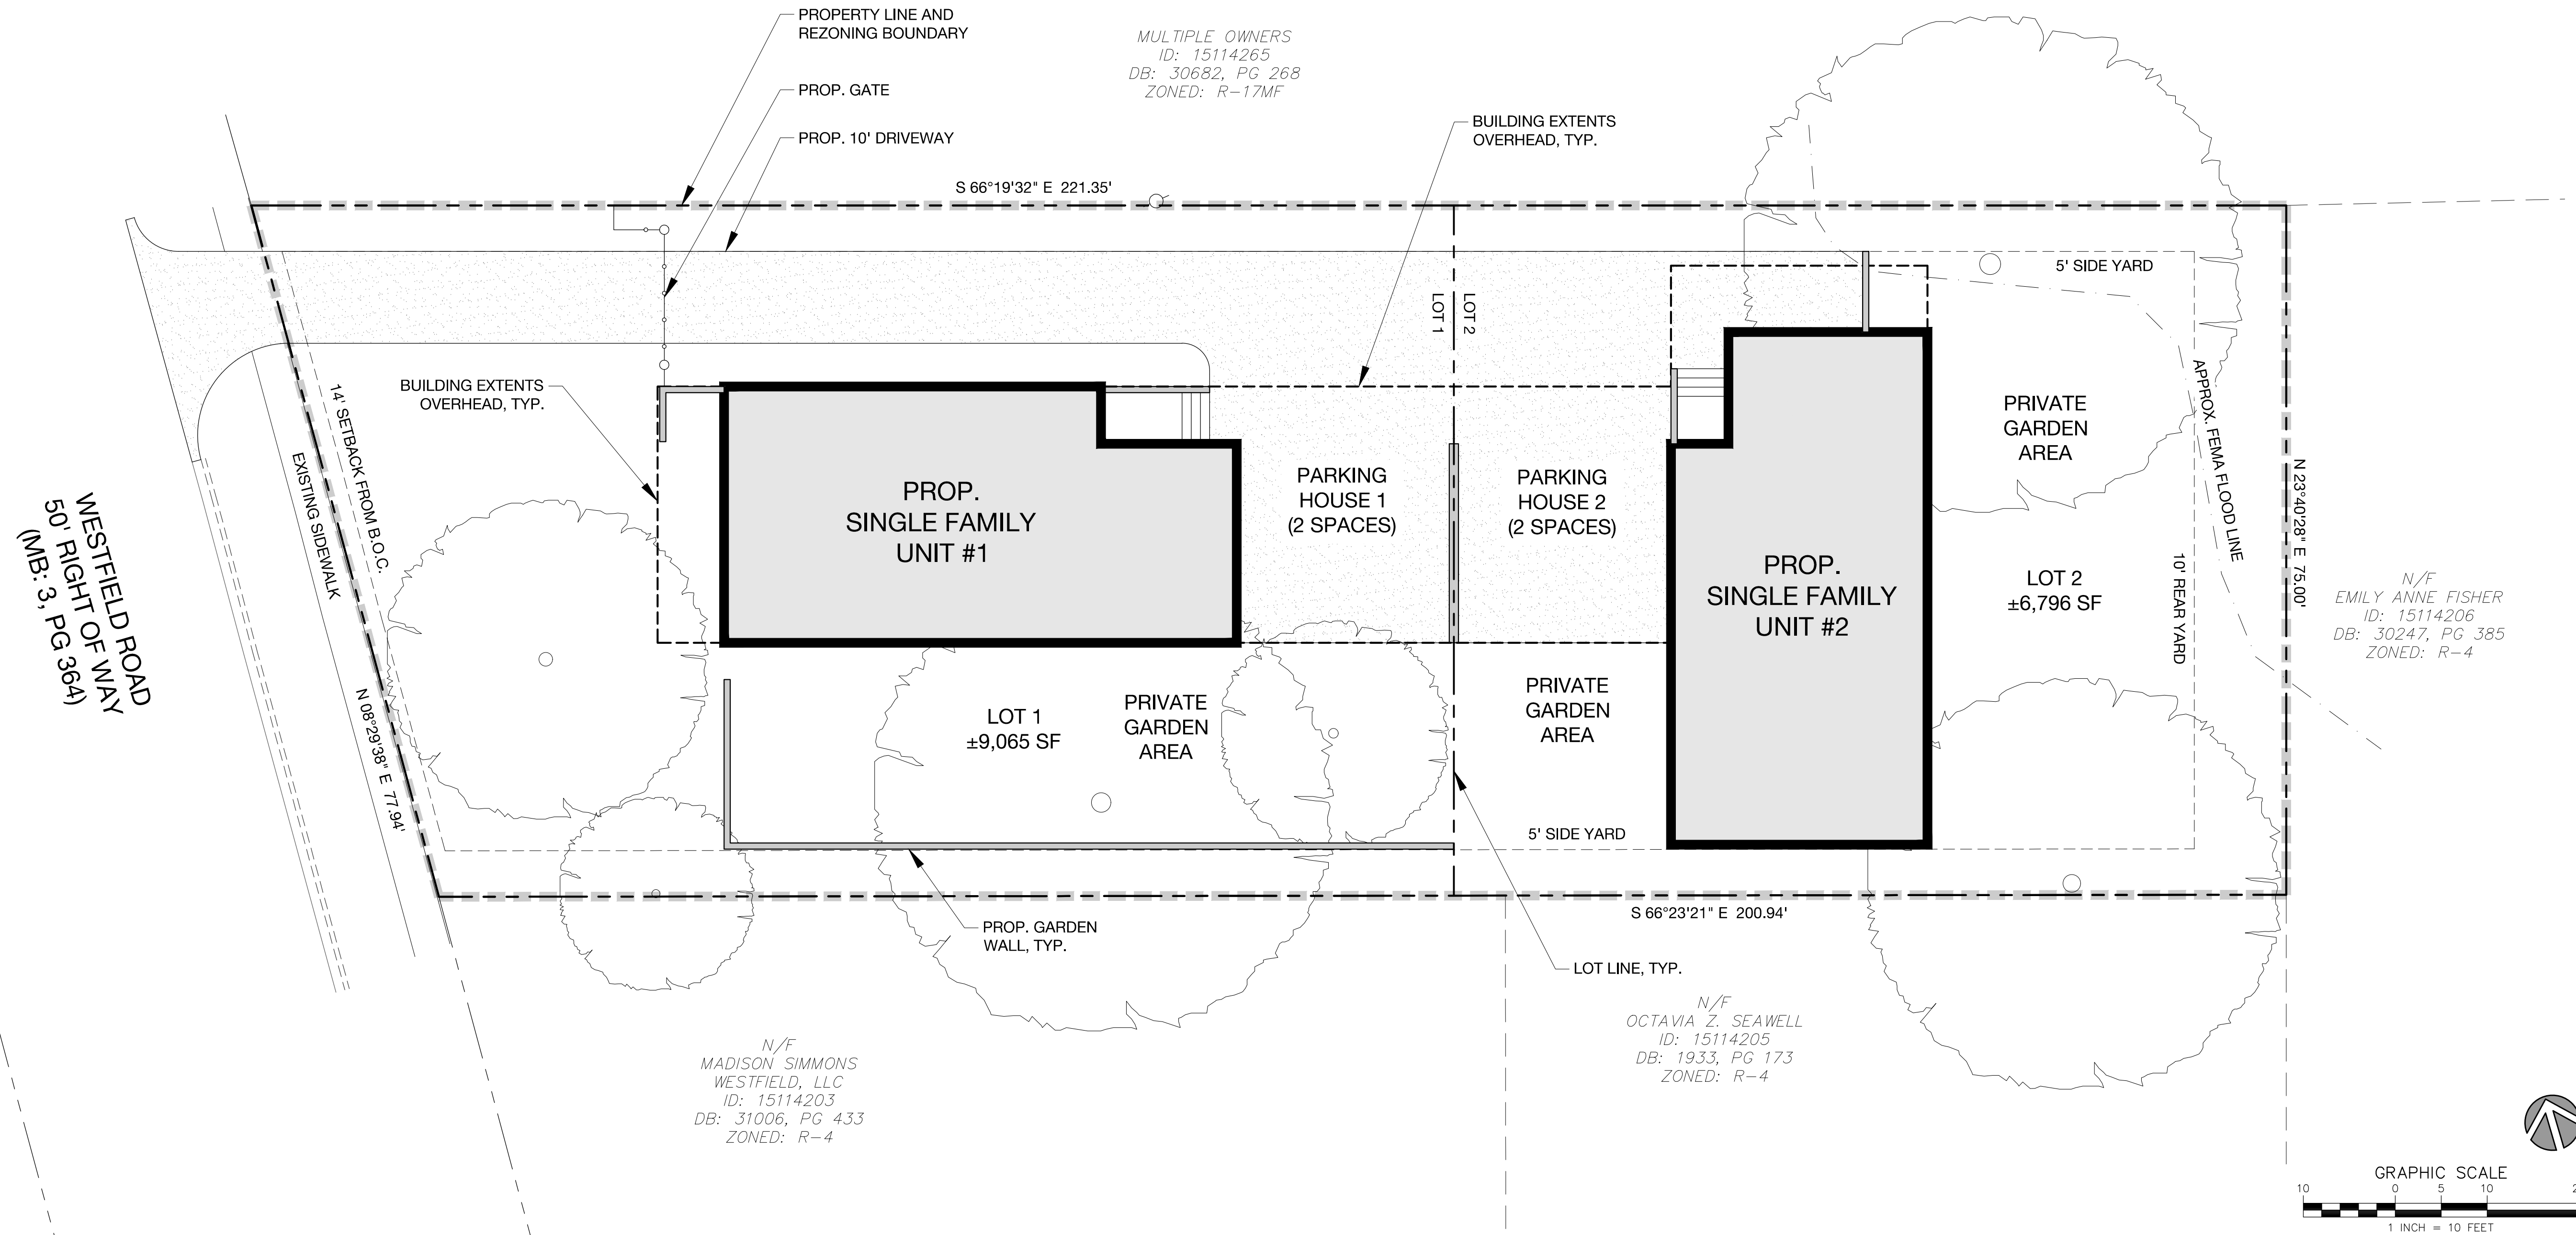 PROPERTY LINE AND
REZONING BOUNDARY
MULTIPLE OWNERS
ID: 15114265
DB: 30682, PG 268
ZONED: R-17MF
PROP. GATE
PROP. 10' DRIVEWAY
BUILDING EXTENTS
OVERHEAD, TYP.
S 66°19'32" E 221.35'
5' SIDE YARD
LOT 1
LOT 2
BUILDING EXTENTS
OVERHEAD, TYP.
14' SETBACK FROM B.O.C.
EXISTING SIDEWALK
N 08°29'38" E 77.94'
WESTFIELD ROAD
50' RIGHT OF WAY
(MB: 3, PG 364)
PROP.
SINGLE FAMILY
UNIT #1
PARKING
HOUSE 1
(2 SPACES)
PARKING
HOUSE 2
(2 SPACES)
PROP.
SINGLE FAMILY
UNIT #2
PRIVATE
GARDEN
AREA
APPROX. FEMA FLOOD LINE
10' REAR YARD
N 23°40'28" E 75.00'
LOT 2
±6,796 SF
N/F
EMILY ANNE FISHER
ID: 15114206
DB: 30247, PG 385
ZONED: R-4
LOT 1
±9,065 SF
PRIVATE
GARDEN
AREA
PRIVATE
GARDEN
AREA
5' SIDE YARD
S 66°23'21" E 200.94'
PROP. GARDEN
WALL, TYP.
LOT LINE, TYP.
N/F
MADISON SIMMONS
WESTFIELD, LLC
ID: 15114203
DB: 31006, PG 433
ZONED: R-4
N/F
OCTAVIA Z. SEAWELL
ID: 15114205
DB: 1933, PG 173
ZONED: R-4
GRAPHIC SCALE
10 0 5 10
1 INCH = 10 FEET